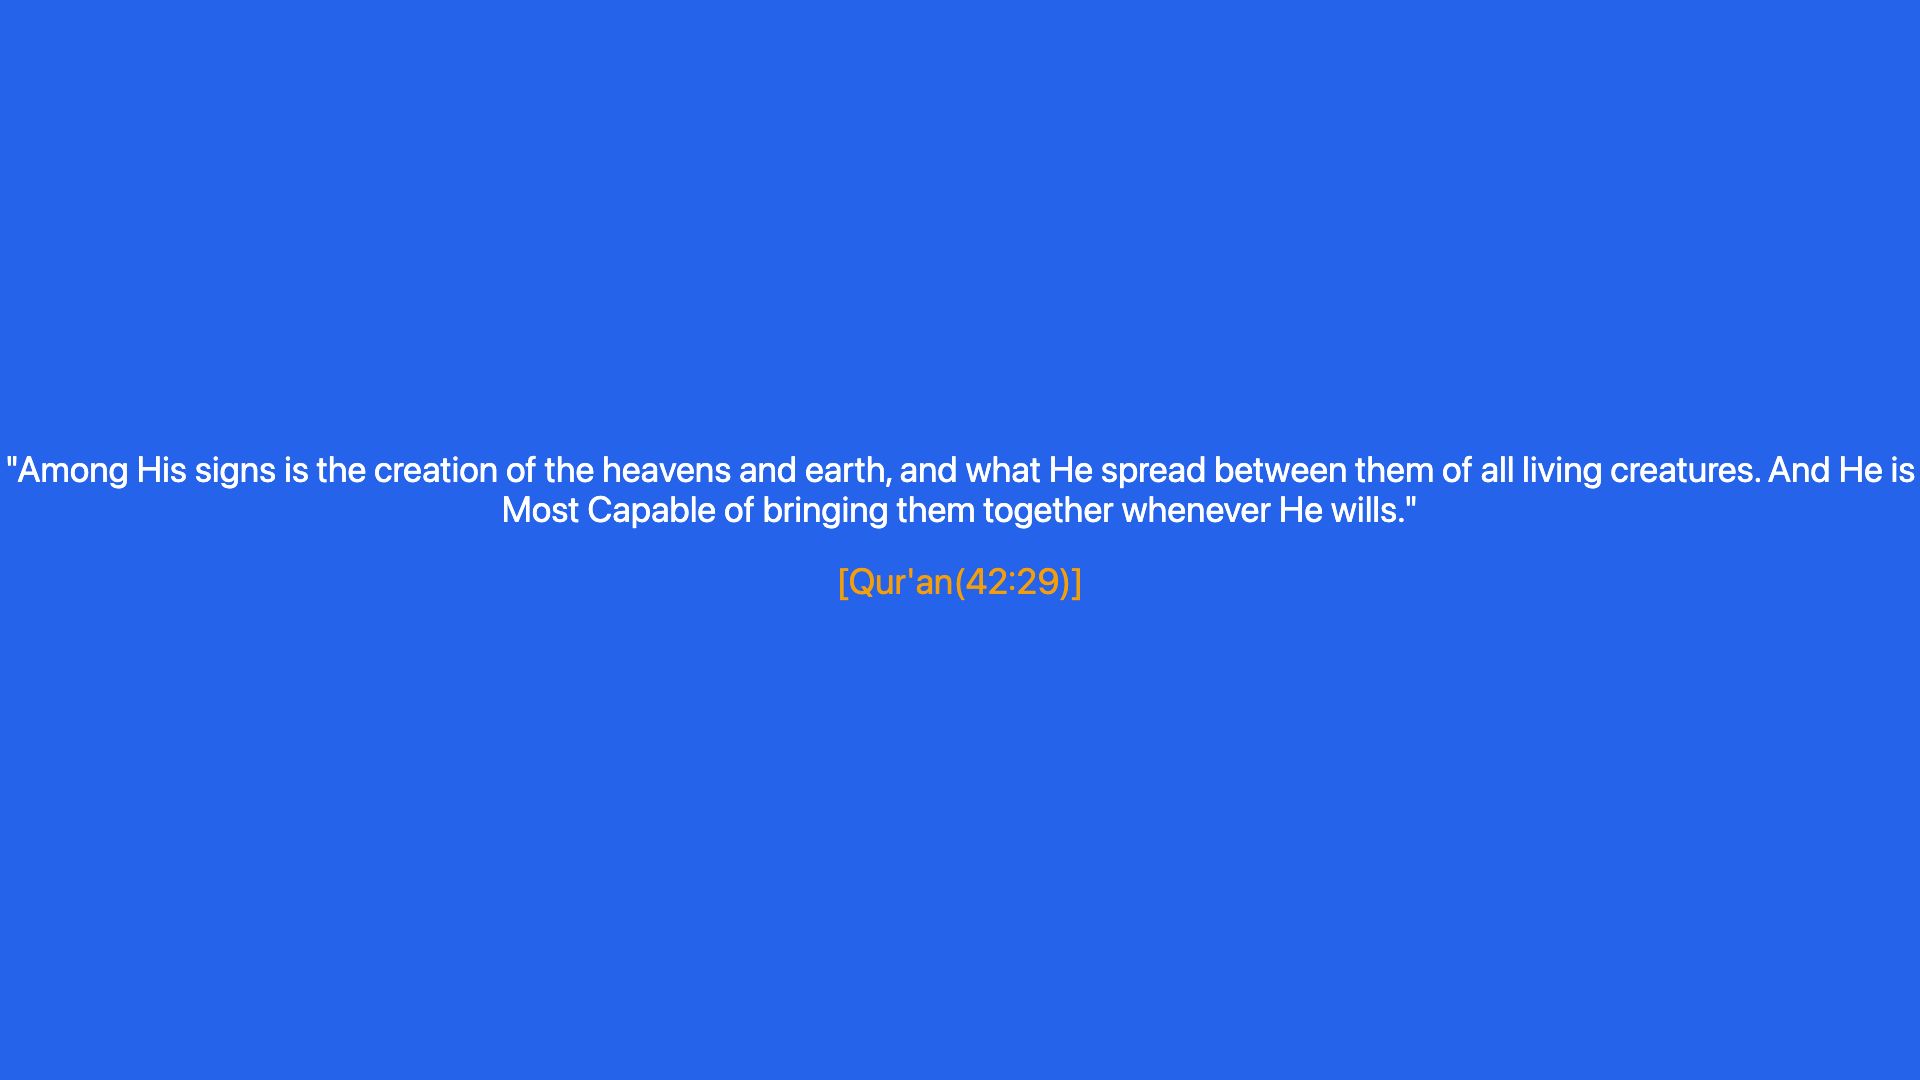 "Among His signs is the creation of the heavens and earth, and what He spread between them of all living creatures. And He is
Most Capable of bringing them together whenever He wills."
[Qur'an(42:29)]